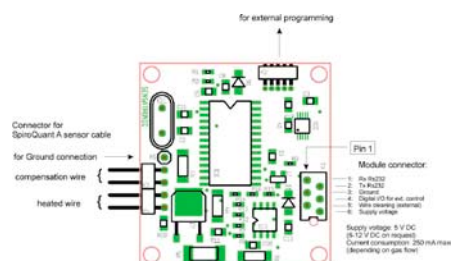 for external programming
Connector for
SpiroQuant A sensor cable
for Ground connection
compensation wire
heated wire
Pin 1
Module connector:
1: Rx Rs232
2: Tx Rs232
3: Ground
4: Digital I/O for ext. control
5: Wire cleaning (external)
6: Supply voltage
Supply voltage: 5 V DC
(6-12 V DC on request)
Current consumption: 250 mA max
(depending on gas flow)